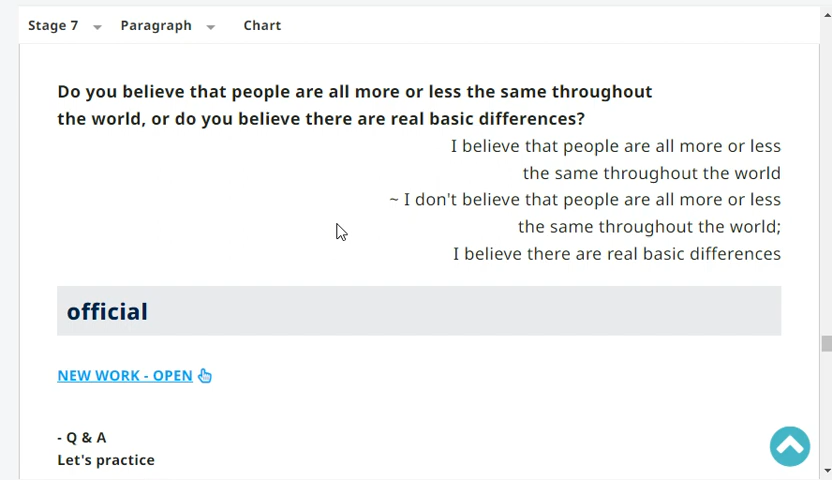 Stage 7 Paragraph Chart
Do you believe that people are all more or less the same throughout
the world, or do you believe there are real basic differences?
I believe that people are all more or less
the same throughout the world
~ I don't believe that people are all more or less
the same throughout the world;
I believe there are real basic differences
official
NEW WORK - OPEN
- Q & A
Let's practice